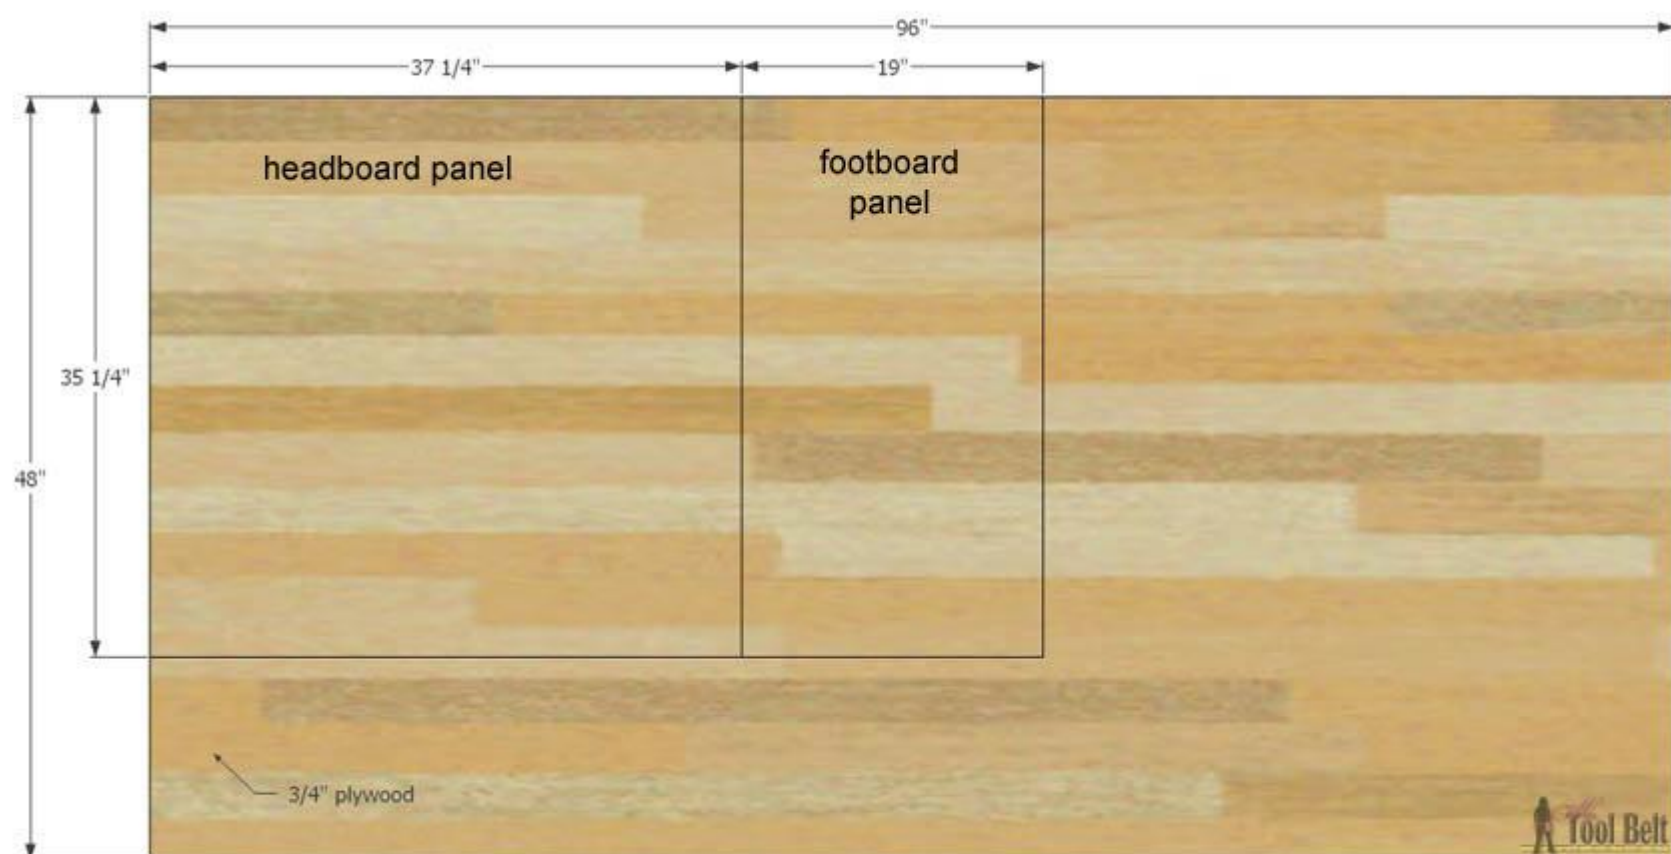 96"
37 1/4"
19"
headboard panel
footboard
panel
35 1/4"
48"
3/4" plywood
Tool Belt